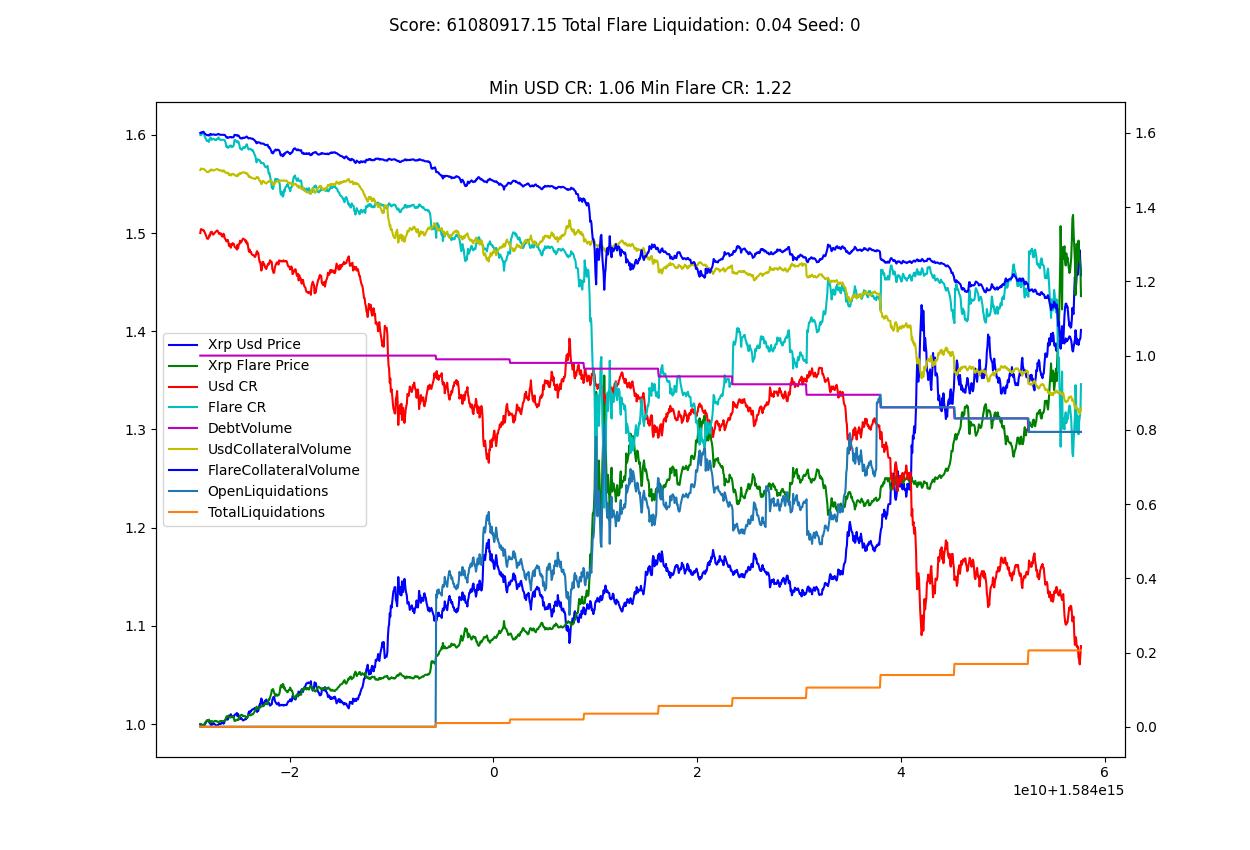 Score: 61080917.15 Total Flare Liquidation: 0.04 Seed: 0
Min USD CR: 1.06 Min Flare CR: 1.22
1.6
1.5
1.4
1.3
1.2
1.1
1.0
Xrp Usd Price
Xrp Flare Price
Usd CR
Flare CR
DebtVolume
UsdCollateralVolume
FlareCollateralVolume
OpenLiquidations
TotalLiquidations
1.6
1.4
1.2
1.0
0.8
0.6
0.4
0.2
0.0
−2 0 2 4 6
1e10+1.584e15